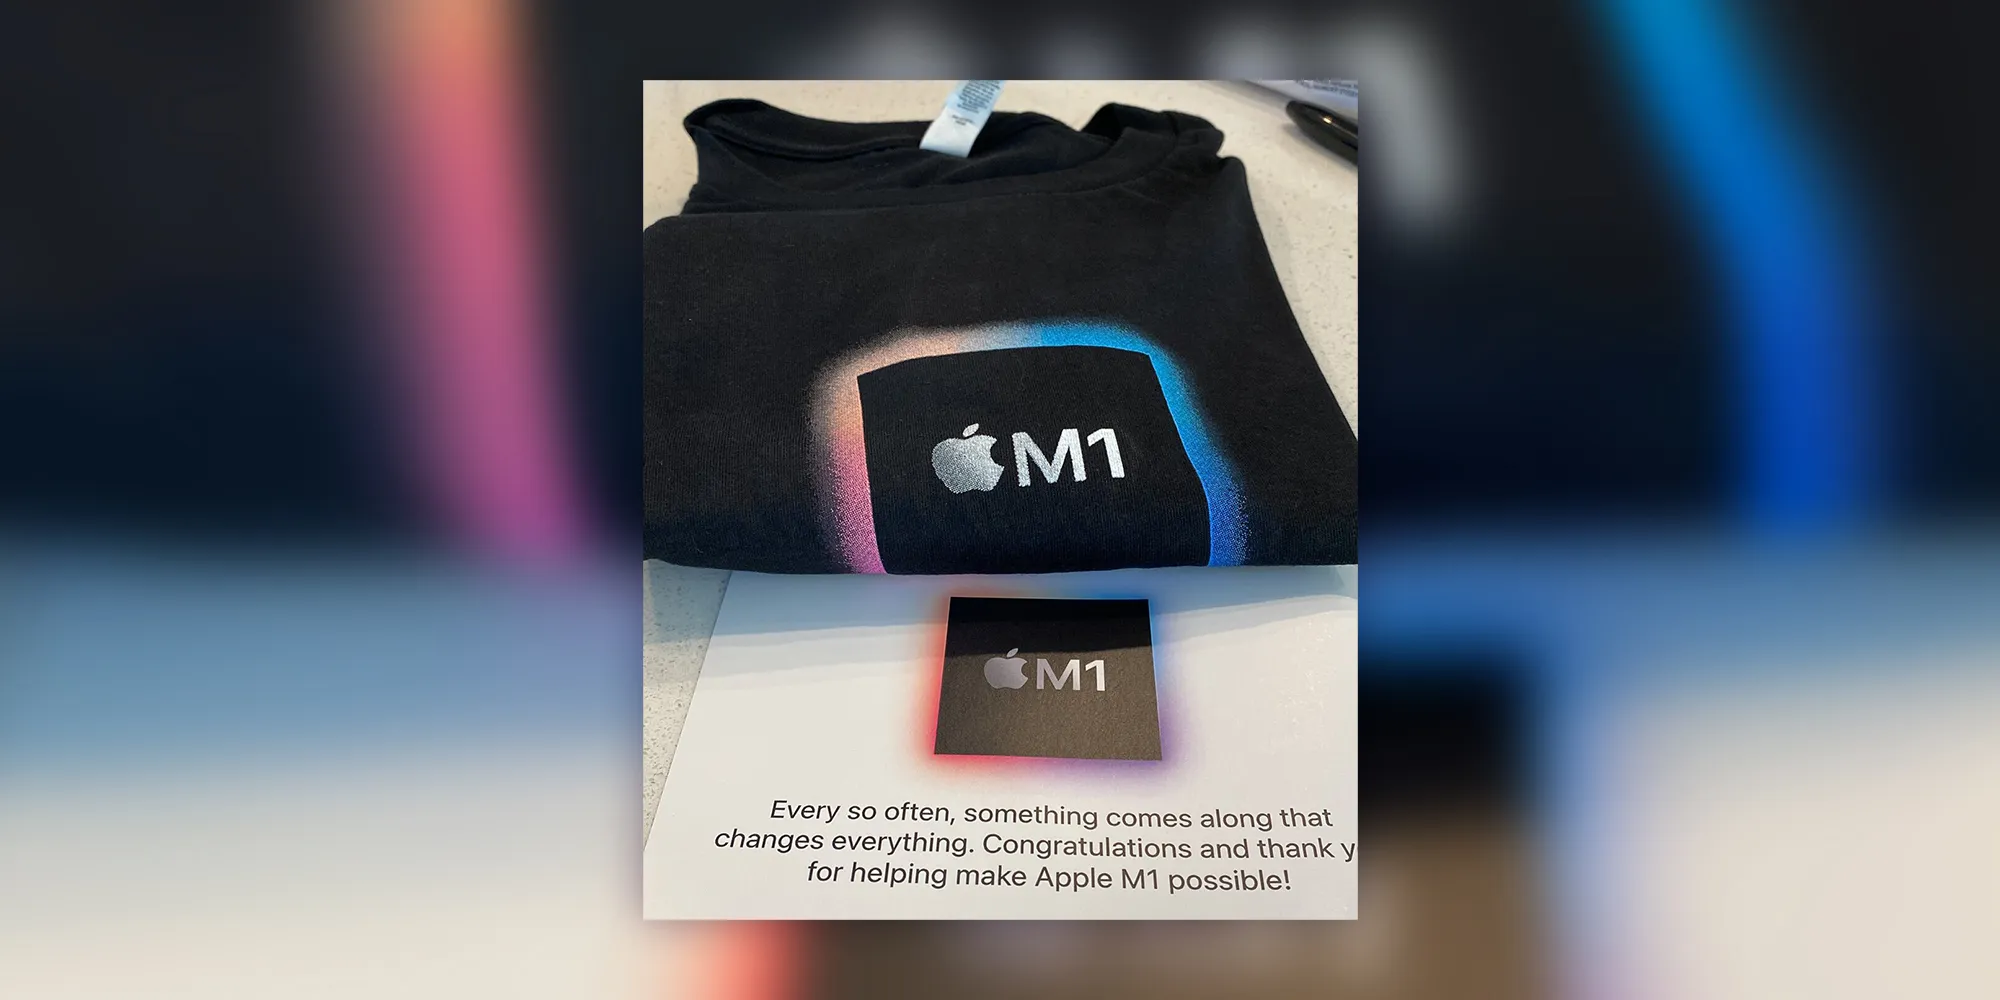 M1
M1
Every so often, something comes along that
changes everything. Congratulations and thank y
for helping make Apple M1 possible!